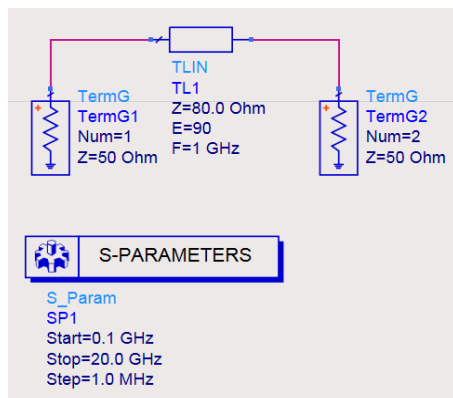 TLIN
TL1
Z=80.0 Ohm
E=90
F=1 GHz
+
TermG
TermG1
Num=1
Z=50 Ohm
+
TermG
TermG2
Num=2
Z=50 Ohm
S-PARAMETERS
S_Param
SP1
Start=0.1 GHz
Stop=20.0 GHz
Step=1.0 MHz